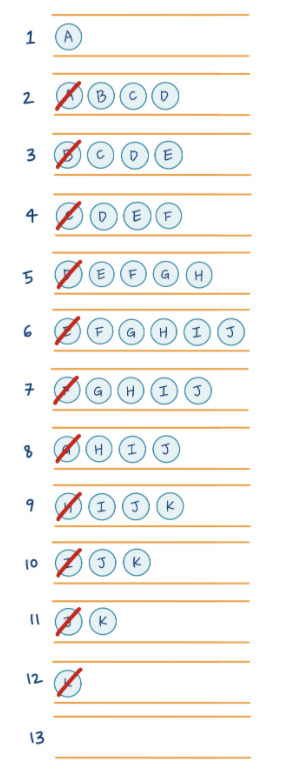 1 A
2 A B C D
3 B C D E
4 C D E F
5 D E F G H
6 E F G H I J
7 F G H I J
8 G H I J
9 H I J K
10 I J K
11 J K
12 K
13